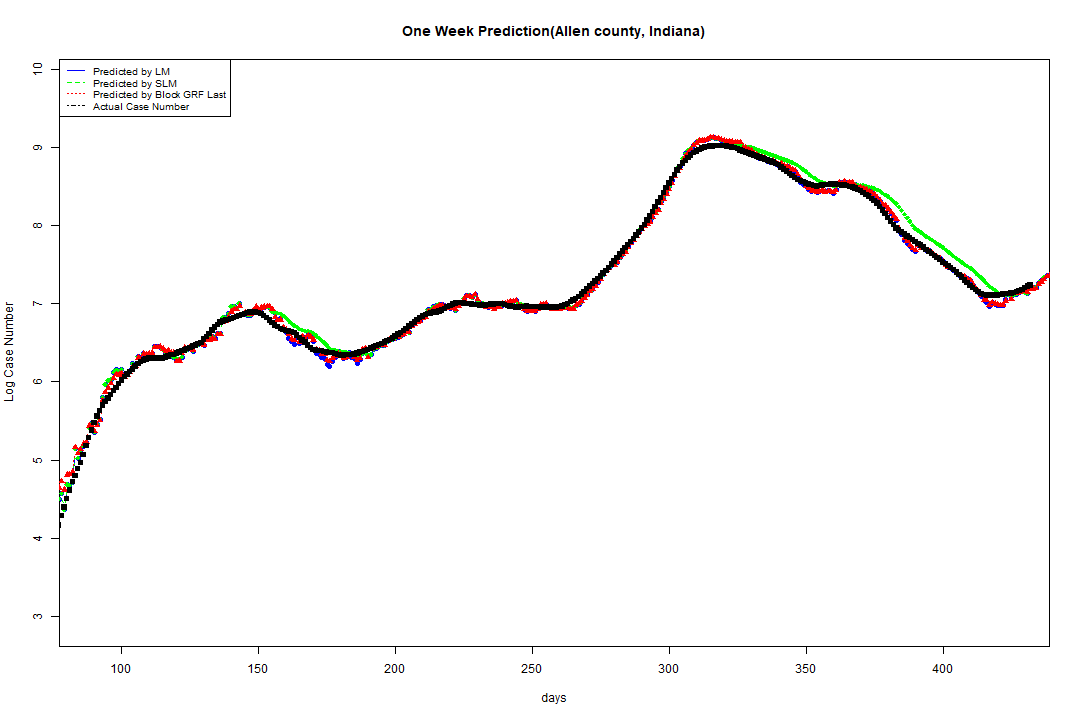 One Week Prediction(Allen county, Indiana)
Predicted by LM
Predicted by SLM
Predicted by Block GRF Last
Actual Case Number
Log Case Number
10
9
8
7
6
5
4
3
100 150 200 250 300 350 400
days